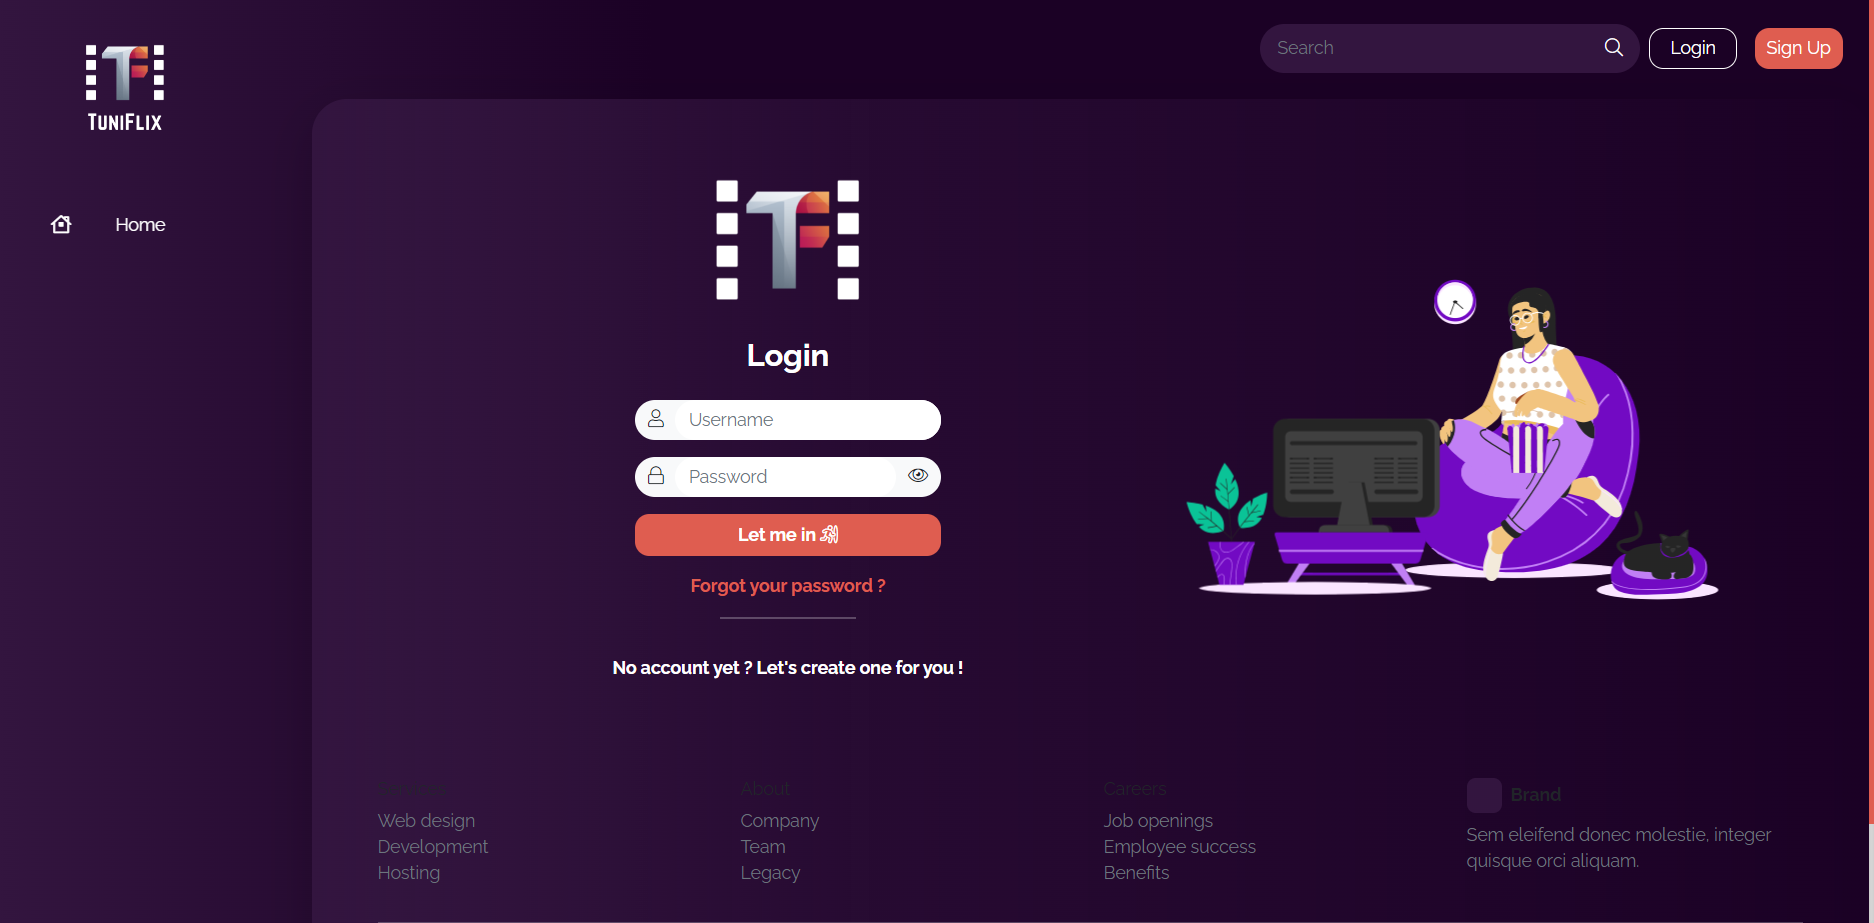 TUNIFLIX
Search
Login
Sign Up
Home
Login
Username
Password
Let me in
Forgot your password ?
No account yet ? Let's create one for you !
About
Careers
Brand
Web design
Company
Job openings
Sem eleifend donec molestie, integer
Development
Team
Employee success
quisque orci aliquam.
Hosting
Legacy
Benefits